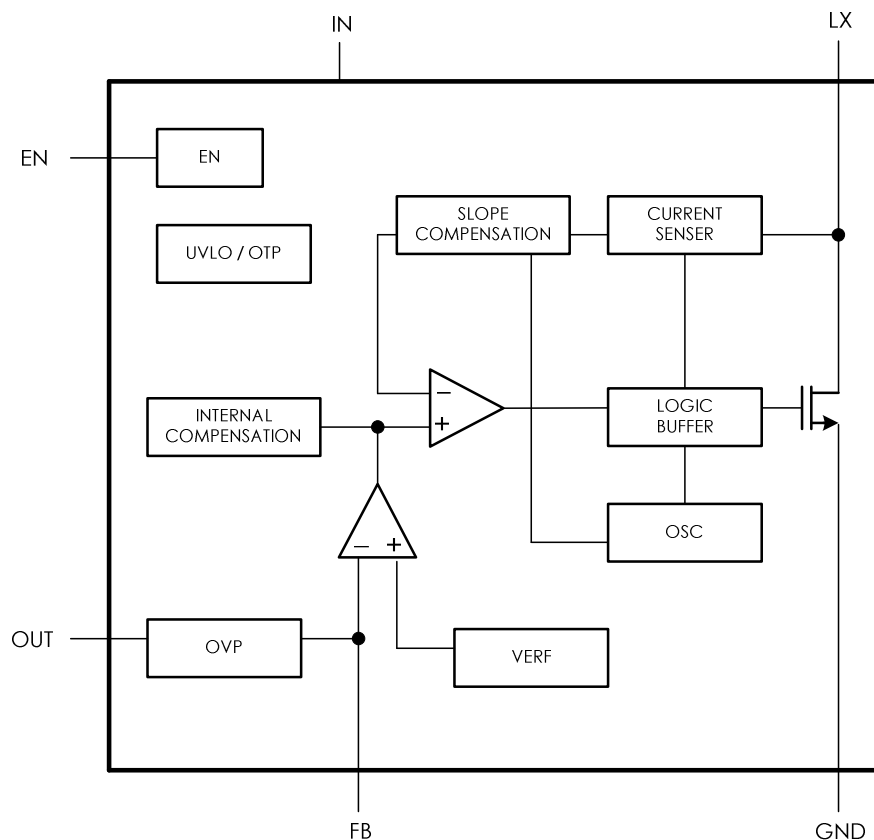 IN
LX
EN
EN
SLOPE
COMPENSATION
CURRENT
SENSER
UVLO / OTP
−
+
INTERNAL
COMPENSATION
LOGIC
BUFFER
− +
OSC
OUT
OVP
VERF
FB
GND